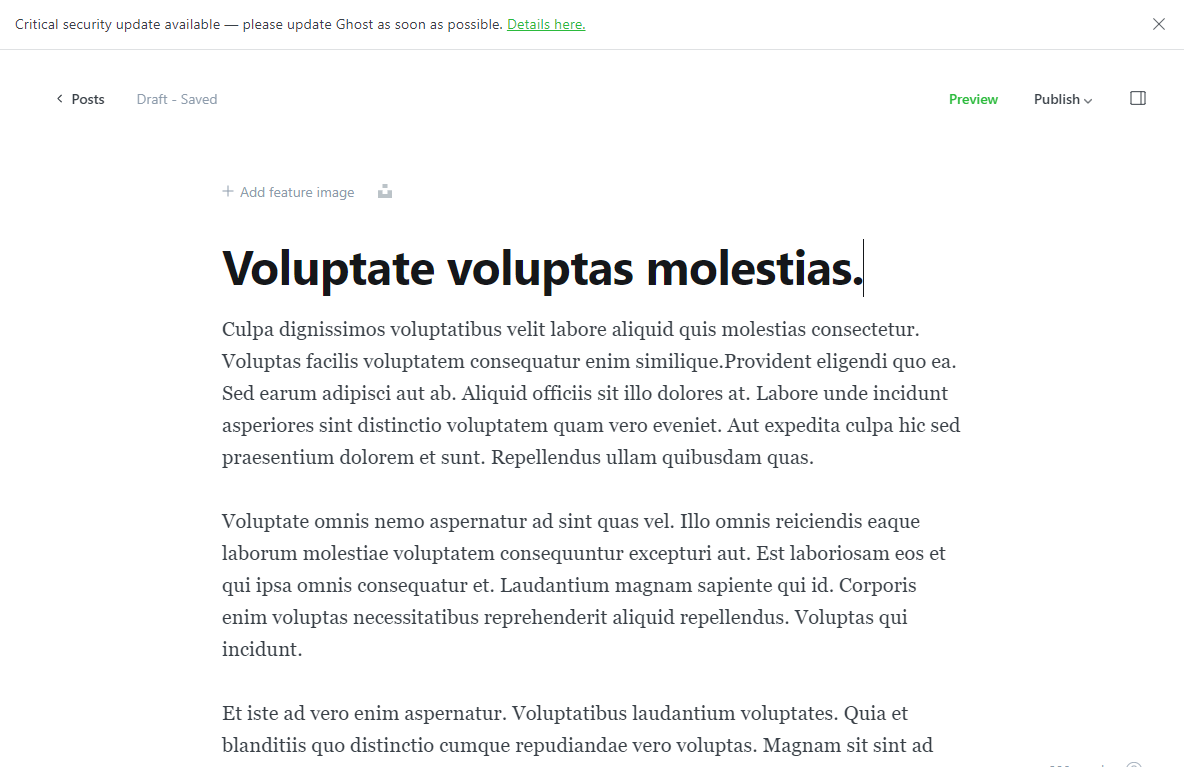 Critical security update available — please update Ghost as soon as possible. Details here.
Posts
Draft - Saved
Preview
Publish
Add feature image
Voluptate voluptas molestias.
Culpa dignissimos voluptatibus velit labore aliquid quis molestias consectetur.
Voluptas facilis voluptatem consequatur enim similique.Provident eligendi quo ea.
Sed earum adipisci aut ab. Aliquid officiis sit illo dolores at. Labore unde incidunt
asperiores sint distinctio voluptatem quam vero eveniet. Aut expedita culpa hic sed
praesentium dolorem et sunt. Repellendus ullam quibusdam quas.
Voluptate omnis nemo aspernatur ad sint quas vel. Illo omnis reiciendis eaque
laborum molestiae voluptatem consequuntur excepturi aut. Est laboriosam eos et
qui ipsa omnis consequatur et. Laudantium magnam sapiente qui id. Corporis
enim voluptas necessitatibus reprehenderit aliquid repellendus. Voluptas qui
incidunt.
Et iste ad vero enim aspernatur. Voluptatibus laudantium voluptates. Quia et
blanditiis quo distinctio cumque repudiandae vero voluptas. Magnam sit sint ad